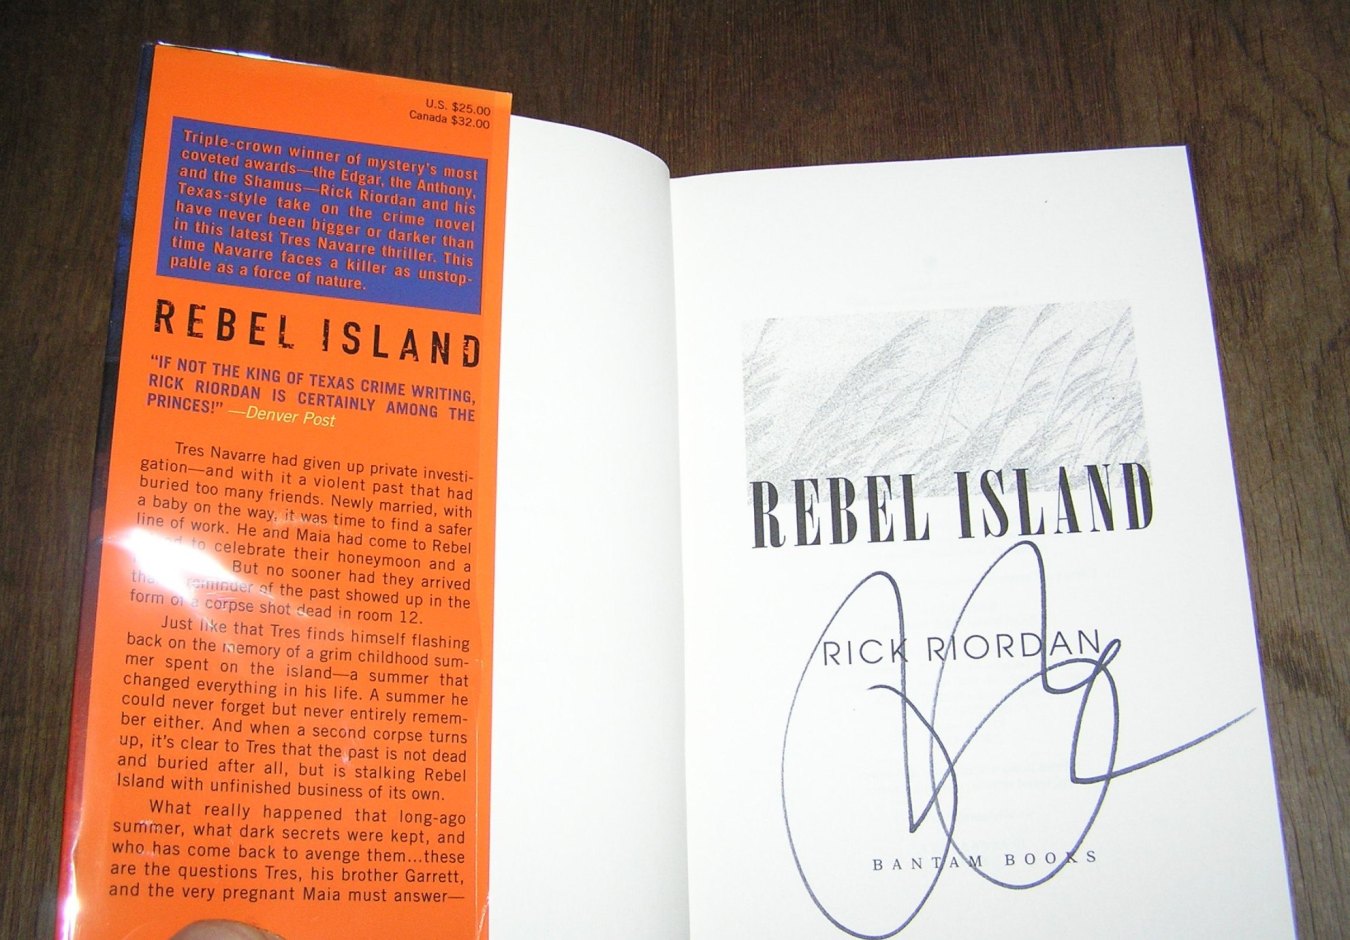 U.S. $25.00
Canada $32.00
Triple-crown winner of mystery's most
coveted awards—the Edgar, the Anthony,
and the Shamus—Rick Riordan and his
Texas-style take on the crime novel
have never been bigger or darker than
in this latest Tres Navarre thriller. This
time Navarre faces a killer as unstop-
pable as a force of nature.
REBEL ISLAND
“IF NOT THE KING OF TEXAS CRIME WRITING,
RICK RIORDAN IS CERTAINLY AMONG THE
PRINCES!” —Denver Post
Tres Navarre had given up private investi-
gation—and with it a violent past that had
buried too many friends. Newly married, with
a baby on the way, it was time to find a safer
line of work. He and Maia had come to Rebel
to celebrate their honeymoon and a
But no sooner had they arrived
reminder of the past showed up in the
form of a corpse shot dead in room 12.
Just like that Tres finds himself flashing
back on the memory of a grim childhood sum-
mer spent on the island—a summer that
changed everything in his life. A summer he
could never forget but never entirely remem-
ber either. And when a second corpse turns
up, it's clear to Tres that the past is not dead
and buried after all, but is stalking Rebel
Island with unfinished business of its own.
What really happened that long-ago
summer, what dark secrets were kept, and
who has come back to avenge them...these
are the questions Tres, his brother Garrett,
and the very pregnant Maia must answer—
REBEL ISLAND
RICK RIORDAN
BANTAM BOOKS